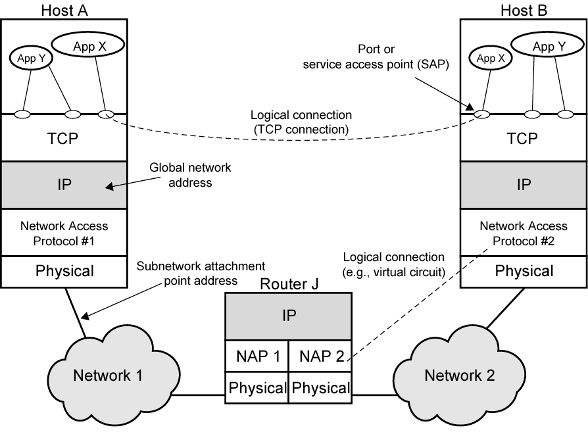 Host A
Host B
App X
App Y
Port or
service access point (SAP)
App Y
App X
Logical connection
(TCP connection)
TCP
TCP
Global network
address
IP
IP
Network Access
Protocol #1
Network Access
Protocol #2
Logical connection
(e.g., virtual circuit)
Physical
Physical
Subnetwork attachment
point address
Router J
IP
NAP 1
NAP 2
Physical
Physical
Network 1
Network 2